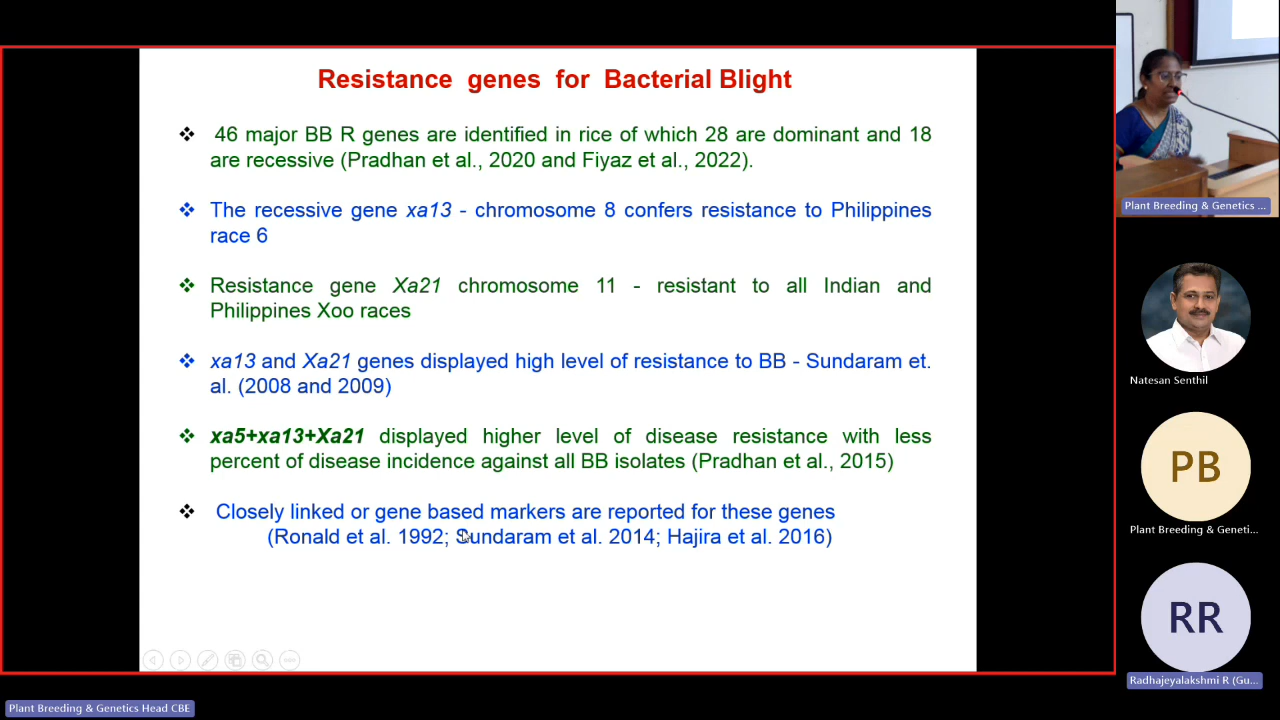 Resistance genes for Bacterial Blight
46 major BB R genes are identified in rice of which 28 are dominant and 18
are recessive (Pradhan et al., 2020 and Fiyaz et al., 2022).
The recessive gene xa13 - chromosome 8 confers resistance to Philippines
race 6
Resistance gene Xa21 chromosome 11 - resistant to all Indian and
Philippines Xoo races
xa13 and Xa21 genes displayed high level of resistance to BB - Sundaram et.
al. (2008 and 2009)
xa5+xa13+Xa21 displayed higher level of disease resistance with less
percent of disease incidence against all BB isolates (Pradhan et al., 2015)
Closely linked or gene based markers are reported for these genes
(Ronald et al. 1992; Sundaram et al. 2014; Hajira et al. 2016)
Plant Breeding & Genetics ...
Natesan Senthil
PB
Plant Breeding & Geneti...
RR
Radhajeyalakshmi R (Gu...
Plant Breeding & Genetics Head CBE